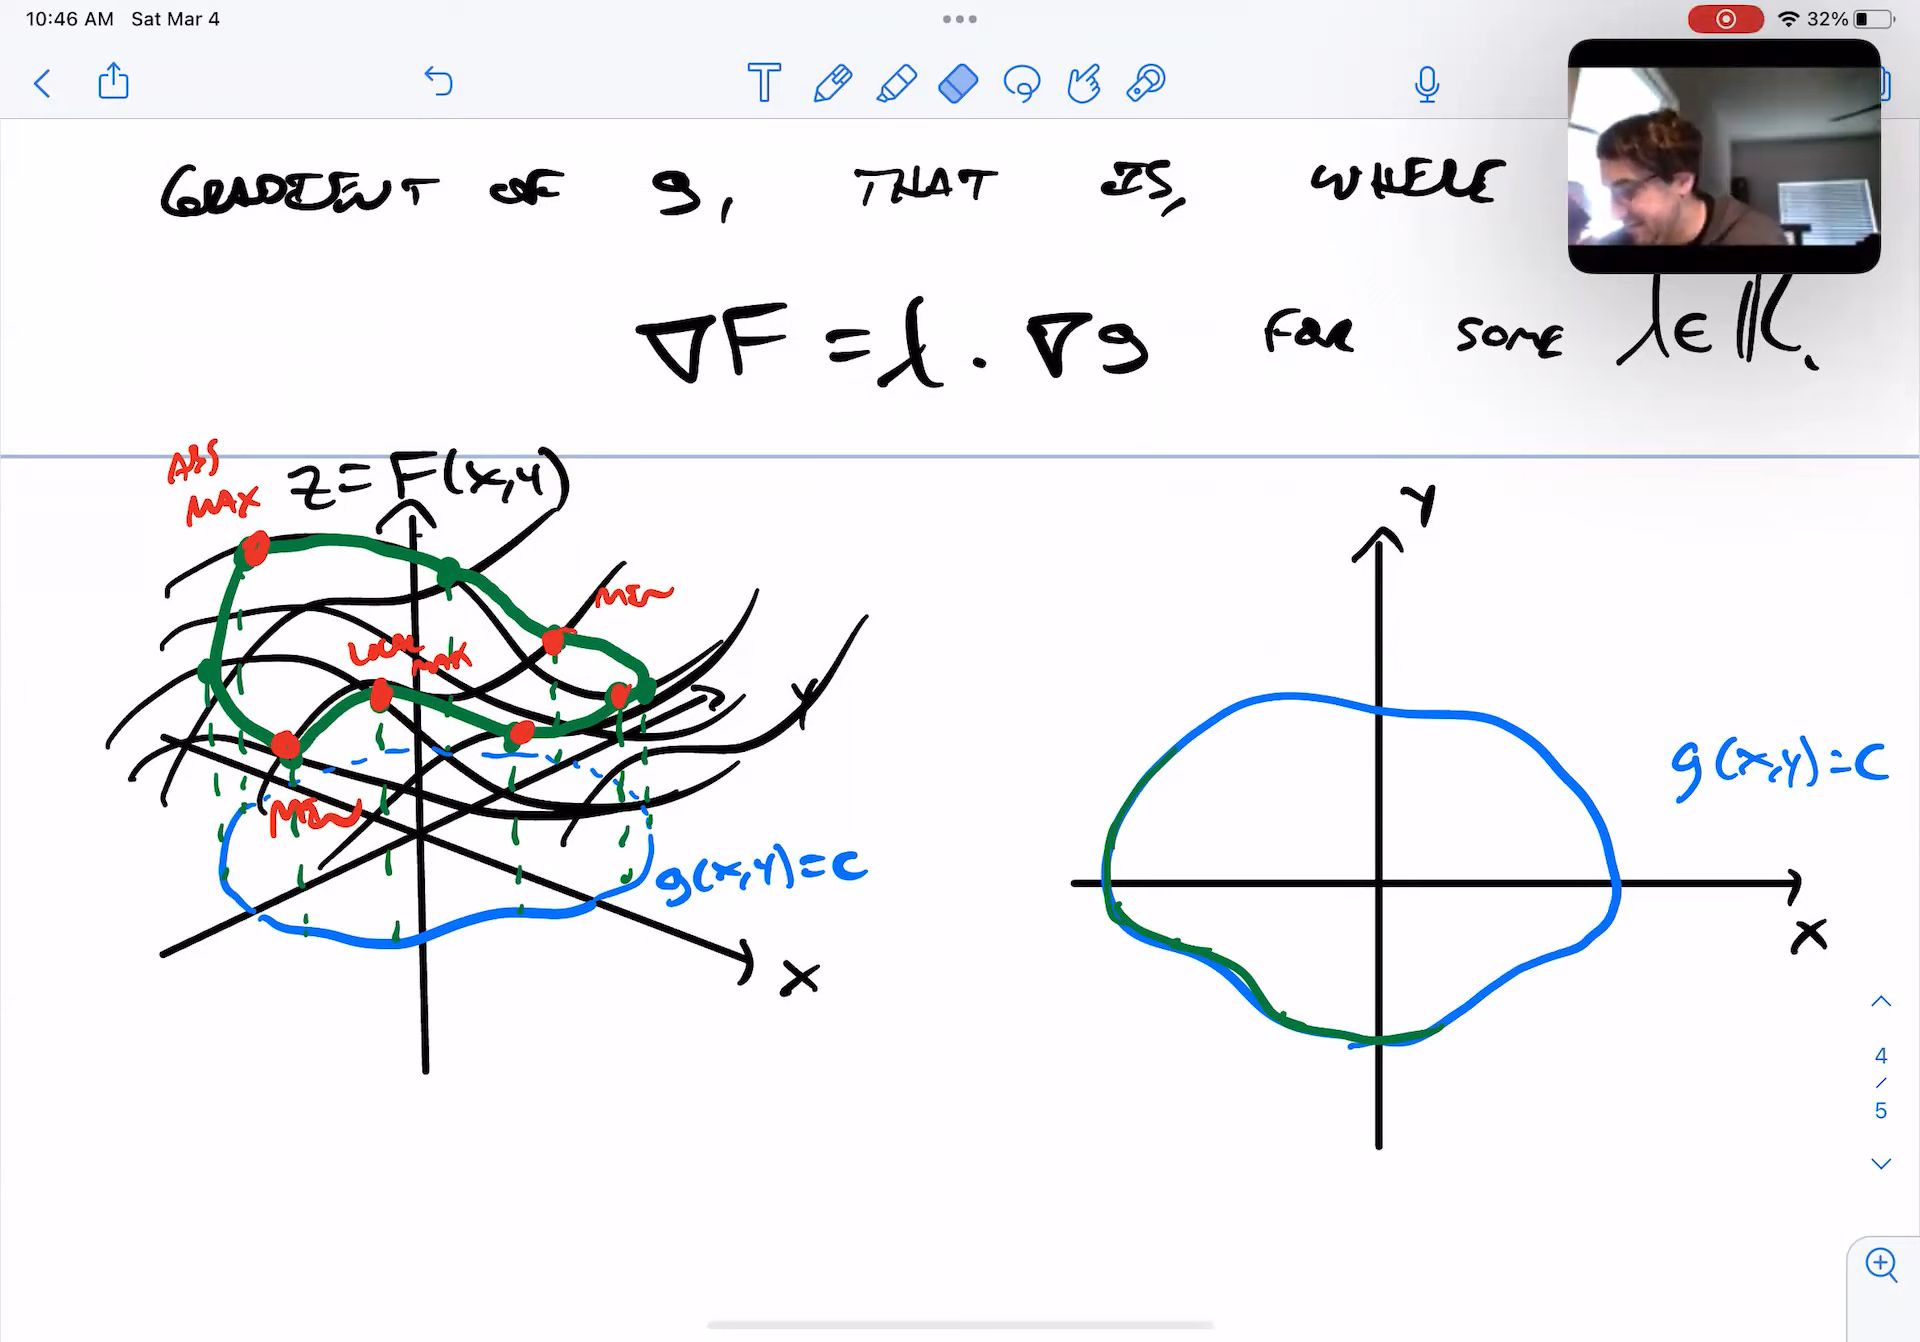 10:46 AM Sat Mar 4
32%
GRADIENT OF g, THAT IS, WHERE
∇F = λ · ∇g FOR SOME λ∈ℝ.
ABS
MAX
z = F(x,y)
MIN
LOCAL
MAX
y
MIN
g(x,y)=c
x
y
g(x,y)=c
x
4
/
5